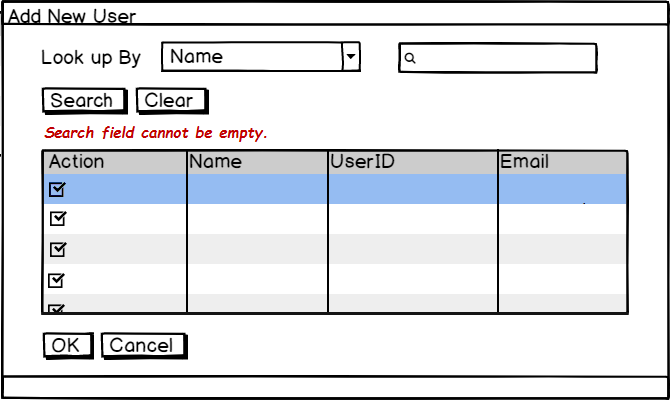 Add New User
Look up By Name
Search Clear
Search field cannot be empty.
Action Name UserID Email
OK Cancel